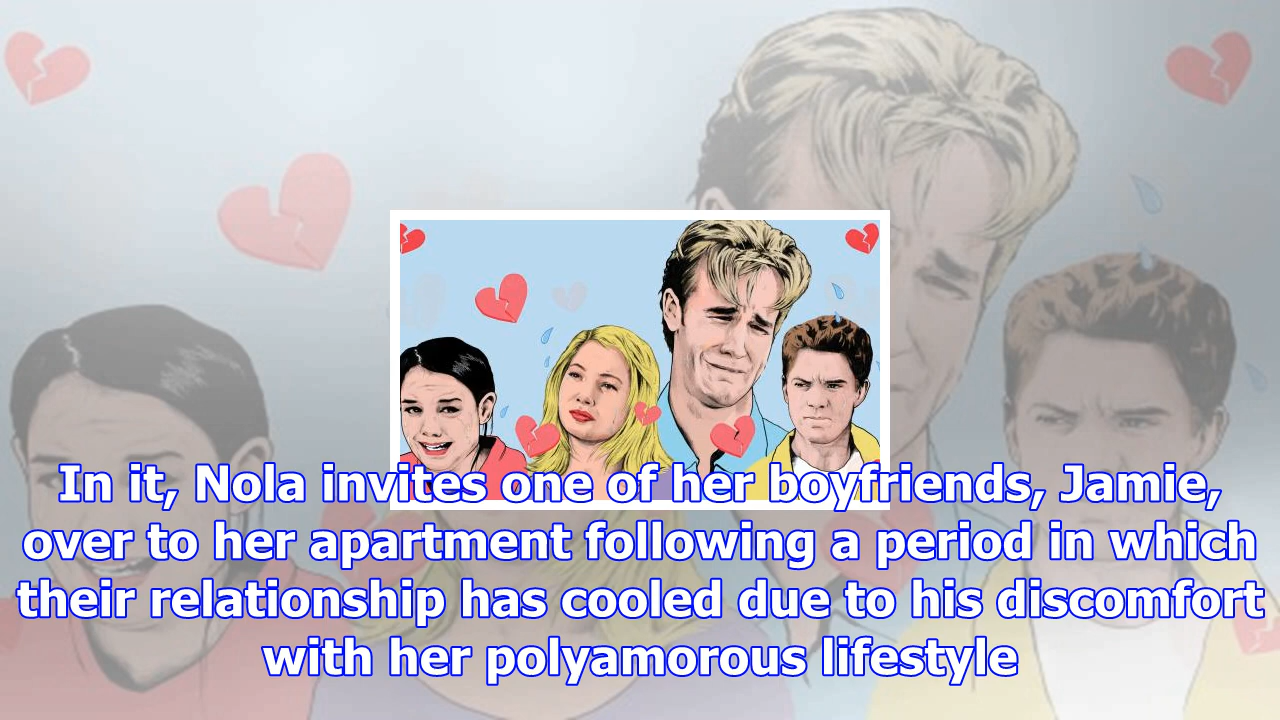 In it, Nola invites one of her boyfriends, Jamie,
over to her apartment following a period in which
their relationship has cooled due to his discomfort
with her polyamorous lifestyle